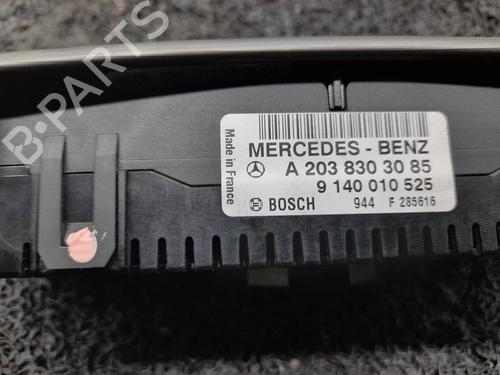 B-PARTS
Made in France
MERCEDES - BENZ
A 203 830 30 85
9 140 010 525
BOSCH 944 F 285616